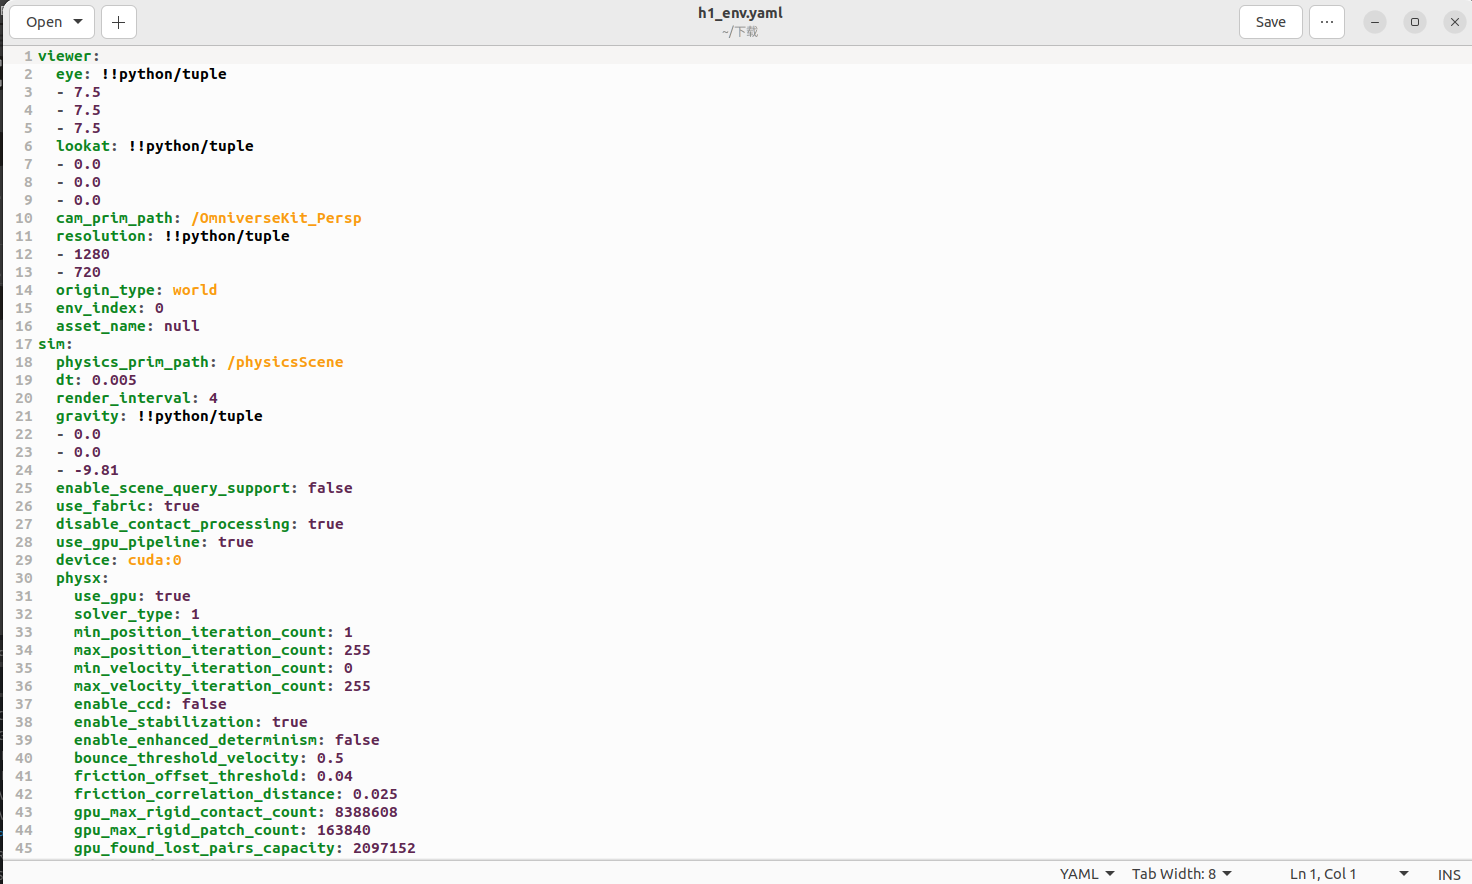 Open
h1_env.yaml
~/下载
Save
1 viewer:
2   eye: !!python/tuple
3   - 7.5
4   - 7.5
5   - 7.5
6   lookat: !!python/tuple
7   - 0.0
8   - 0.0
9   - 0.0
10   cam_prim_path: /OmniverseKit_Persp
11   resolution: !!python/tuple
12   - 1280
13   - 720
14   origin_type: world
15   env_index: 0
16   asset_name: null
17 sim:
18   physics_prim_path: /physicsScene
19   dt: 0.005
20   render_interval: 4
21   gravity: !!python/tuple
22   - 0.0
23   - 0.0
24   - -9.81
25   enable_scene_query_support: false
26   use_fabric: true
27   disable_contact_processing: true
28   use_gpu_pipeline: true
29   device: cuda:0
30   physx:
31     use_gpu: true
32     solver_type: 1
33     min_position_iteration_count: 1
34     max_position_iteration_count: 255
35     min_velocity_iteration_count: 0
36     max_velocity_iteration_count: 255
37     enable_ccd: false
38     enable_stabilization: true
39     enable_enhanced_determinism: false
40     bounce_threshold_velocity: 0.5
41     friction_offset_threshold: 0.04
42     friction_correlation_distance: 0.025
43     gpu_max_rigid_contact_count: 8388608
44     gpu_max_rigid_patch_count: 163840
45     gpu_found_lost_pairs_capacity: 2097152
YAML Tab Width: 8 Ln 1, Col 1 INS